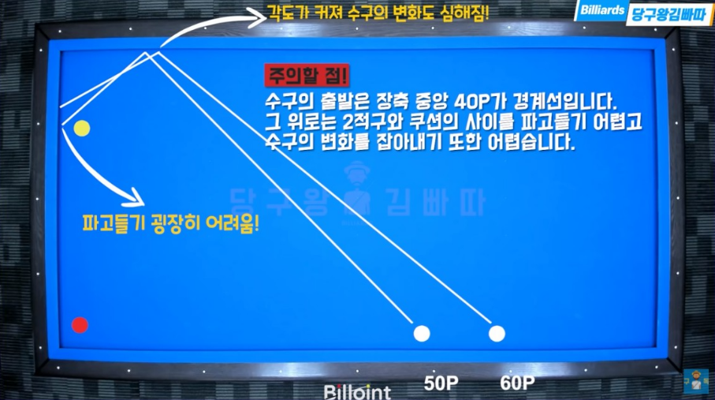 각도가 커져 수구의 변화도 심해짐!
Billiards 당구왕김빠따
주의할 점!
수구의 출발은 장축 중앙 40P가 경계선입니다.
그 위로는 2적구와 쿠션의 사이를 파고들기 어렵고
수구의 변화를 잡아내기 또한 어렵습니다.
당구왕 김빠따
파고들기 굉장히 어려움!
50P 60P
Billoint